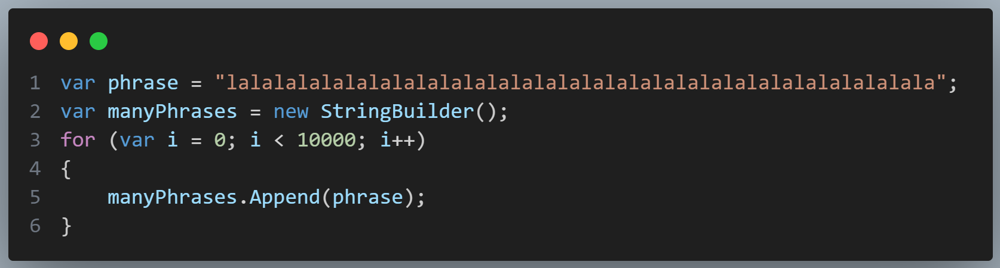 1 var phrase = "lalalalalalalalalalalalalalalalalalalalalalalalalalalalalala";
2 var manyPhrases = new StringBuilder();
3 for (var i = 0; i < 10000; i++)
4 {
5     manyPhrases.Append(phrase);
6 }